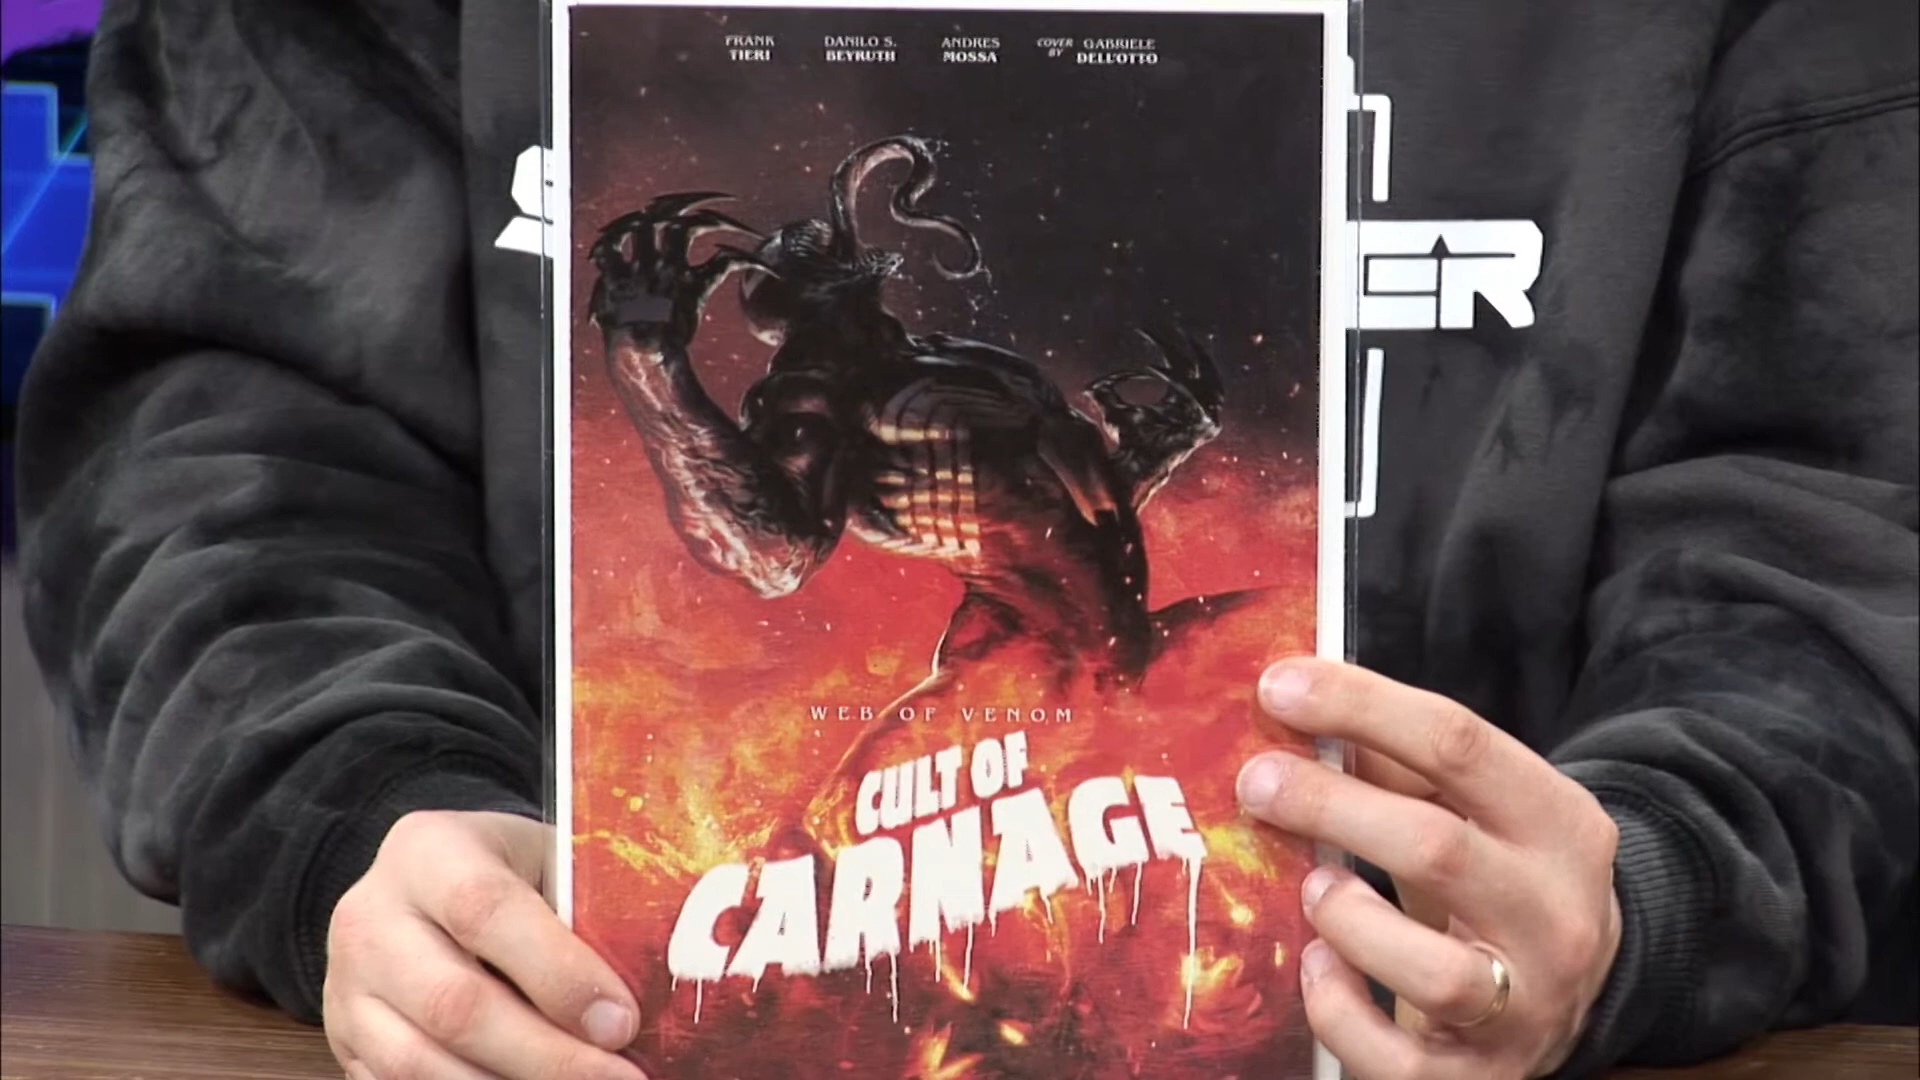 FRANK TIERI
DANILO S. BEYRUTH
ANDRES MOSSA
COVER BY GABRIELE DELL'OTTO
WEB OF VENOM
CULT OF
CARNAGE